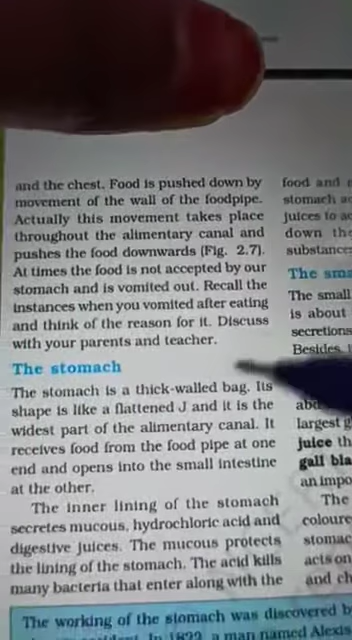 and the chest. Food is pushed down by
movement of the wall of the foodpipe.
Actually this movement takes place
throughout the alimentary canal and
pushes the food downwards (Fig. 2.7).
At times the food is not accepted by our
stomach and is vomited out. Recall the
instances when you vomited after eating
and think of the reason for it. Discuss
with your parents and teacher.
The stomach
The stomach is a thick-walled bag. Its
shape is like a flattened J and it is the
widest part of the alimentary canal. It
receives food from the food pipe at one
end and opens into the small intestine
at the other.
The inner lining of the stomach
secretes mucous, hydrochloric acid and
digestive juices. The mucous protects
the lining of the stomach. The acid kills
many bacteria that enter along with the
The working of the stomach was discovered
In 1822, a man named Alexis
food and
stomach
juices to
down the
The
The small
is about
secretions
Besides
largest
juice
gall
an
The
acts on
and